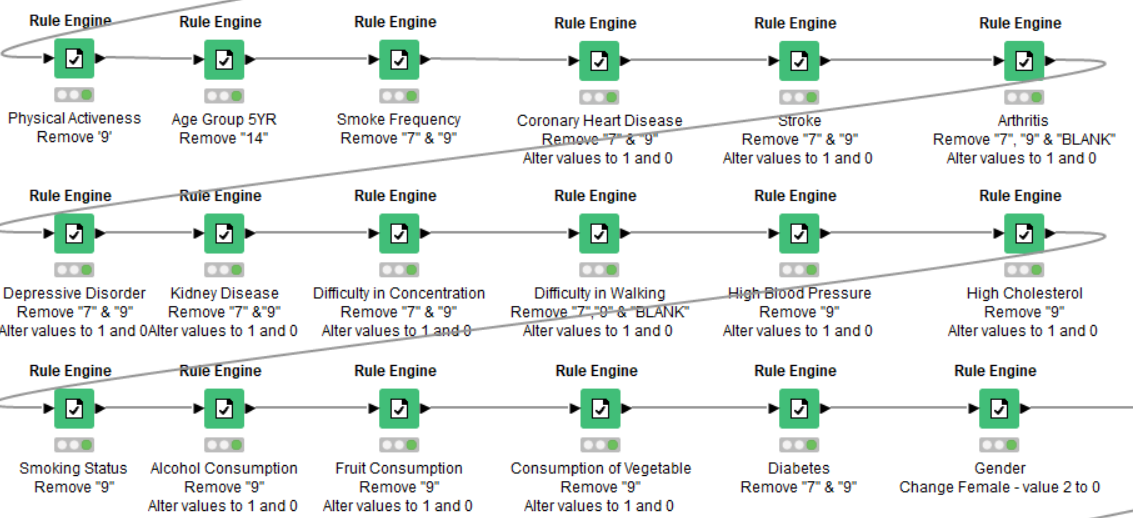 Rule Engine Rule Engine Rule Engine Rule Engine Rule Engine Rule Engine
Physical Activeness
Remove '9'
Age Group 5YR
Remove "14"
Smoke Frequency
Remove "7" & "9"
Coronary Heart Disease
Remove "7" & "9"
Alter values to 1 and 0
Stroke
Remove "7" & "9"
Alter values to 1 and 0
Arthritis
Remove "7", "9" & "BLANK"
Alter values to 1 and 0
Rule Engine Rule Engine Rule Engine Rule Engine Rule Engine Rule Engine
Depressive Disorder
Remove "7" & "9"
Alter values to 1 and 0
Kidney Disease
Remove "7" &"9"
Alter values to 1 and 0
Difficulty in Concentration
Remove "7" & "9"
Alter values to 1 and 0
Difficulty in Walking
Remove "7", "9" & "BLANK"
Alter values to 1 and 0
High Blood Pressure
Remove "9"
Alter values to 1 and 0
High Cholesterol
Remove "9"
Alter values to 1 and 0
Rule Engine Rule Engine Rule Engine Rule Engine Rule Engine Rule Engine
Smoking Status
Remove "9"
Alcohol Consumption
Remove "9"
Alter values to 1 and 0
Fruit Consumption
Remove "9"
Alter values to 1 and 0
Consumption of Vegetable
Remove "9"
Alter values to 1 and 0
Diabetes
Remove "7" & "9"
Gender
Change Female - value 2 to 0